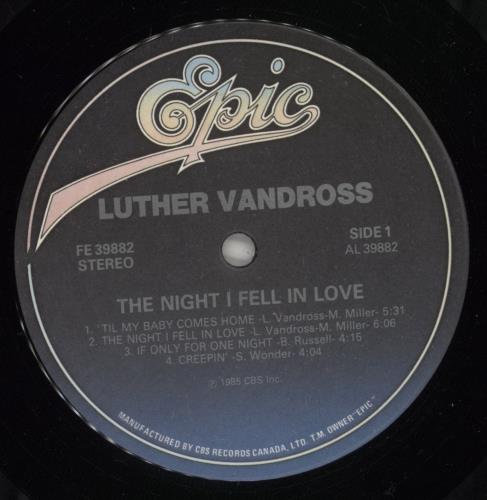 Epic
LUTHER VANDROSS
FE 39882
STEREO
SIDE 1
AL 39882
THE NIGHT I FELL IN LOVE
1. 'TIL MY BABY COMES HOME -L. Vandross-M. Miller- 5:31
2. THE NIGHT I FELL IN LOVE -L. Vandross-M. Miller- 6:06
3. IF ONLY FOR ONE NIGHT -B. Russell- 4:15
4. CREEPIN' -S. Wonder- 4:04
℗ 1985 CBS Inc.
MANUFACTURED BY CBS RECORDS CANADA, LTD. T.M. OWNER "EPIC"